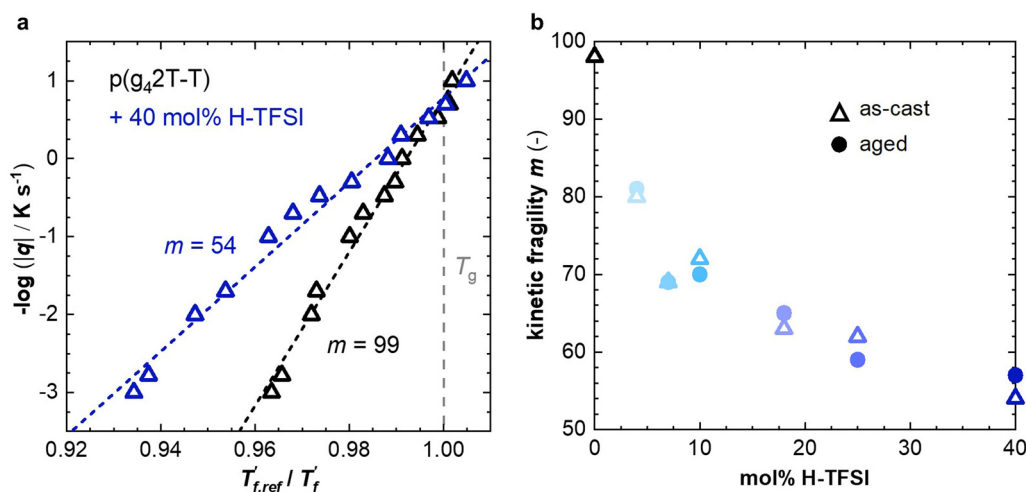 a
p(g₄2T-T)
+ 40 mol% H-TFSI
m = 54
m = 99
Tg
1
0
-1
-2
-3
-log (|q| / K s⁻¹)
0.92
0.94
0.96
0.98
1.00
T'f,ref / T'f
b
as-cast
aged
100
90
80
70
60
50
kinetic fragility m (-)
0
10
20
30
40
mol% H-TFSI